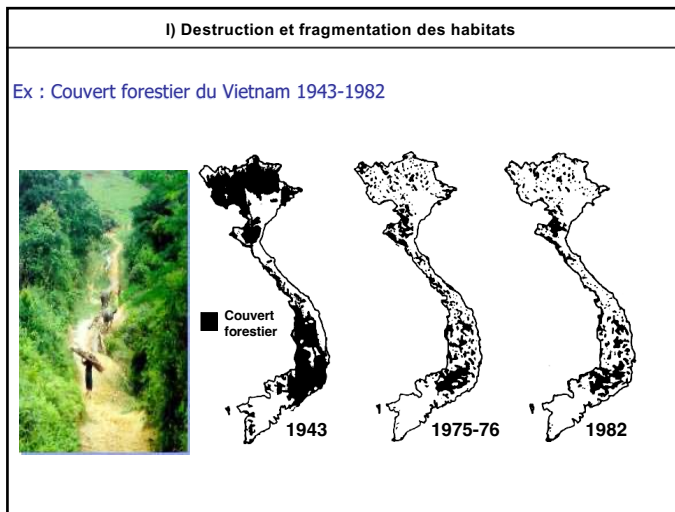 I) Destruction et fragmentation des habitats
Ex : Couvert forestier du Vietnam 1943-1982
Couvert
forestier
1943
1975-76
1982